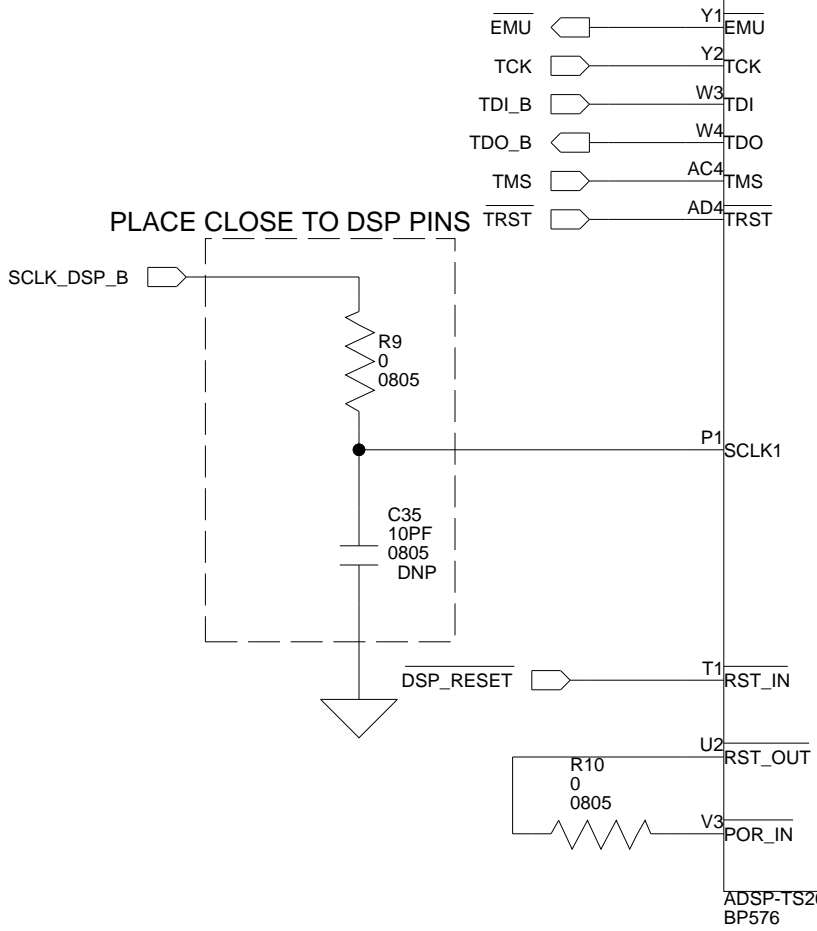 EMU Y1 EMU
TCK Y2 TCK
TDI_B W3 TDI
TDO_B W4 TDO
TMS AC4 TMS
TRST AD4 TRST
PLACE CLOSE TO DSP PINS
SCLK_DSP_B
R9
0
0805
P1 SCLK1
C35
10PF
0805
DNP
DSP_RESET T1 RST_IN
U2 RST_OUT
R10
0
0805
V3 POR_IN
ADSP-TS20
BP576